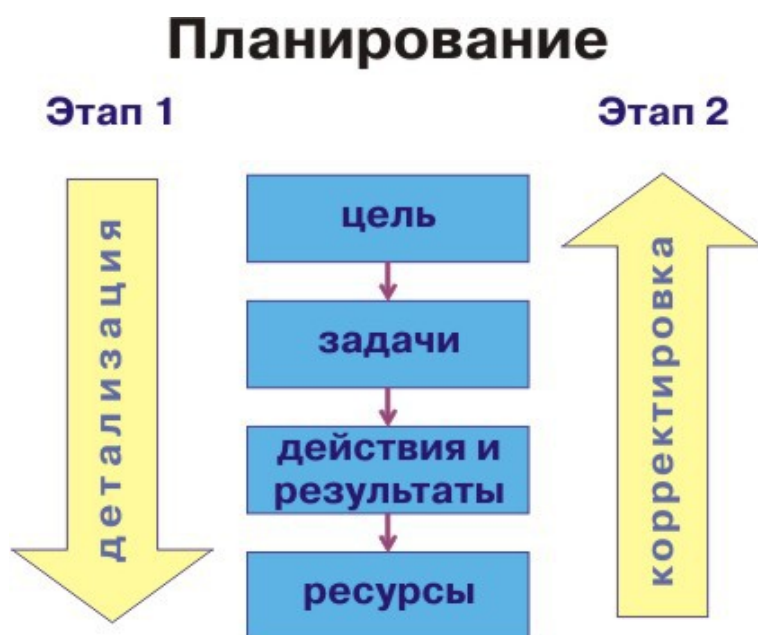 Планирование
Этап 1
Этап 2
детализация
цель
задачи
действия и
результаты
ресурсы
корректировка